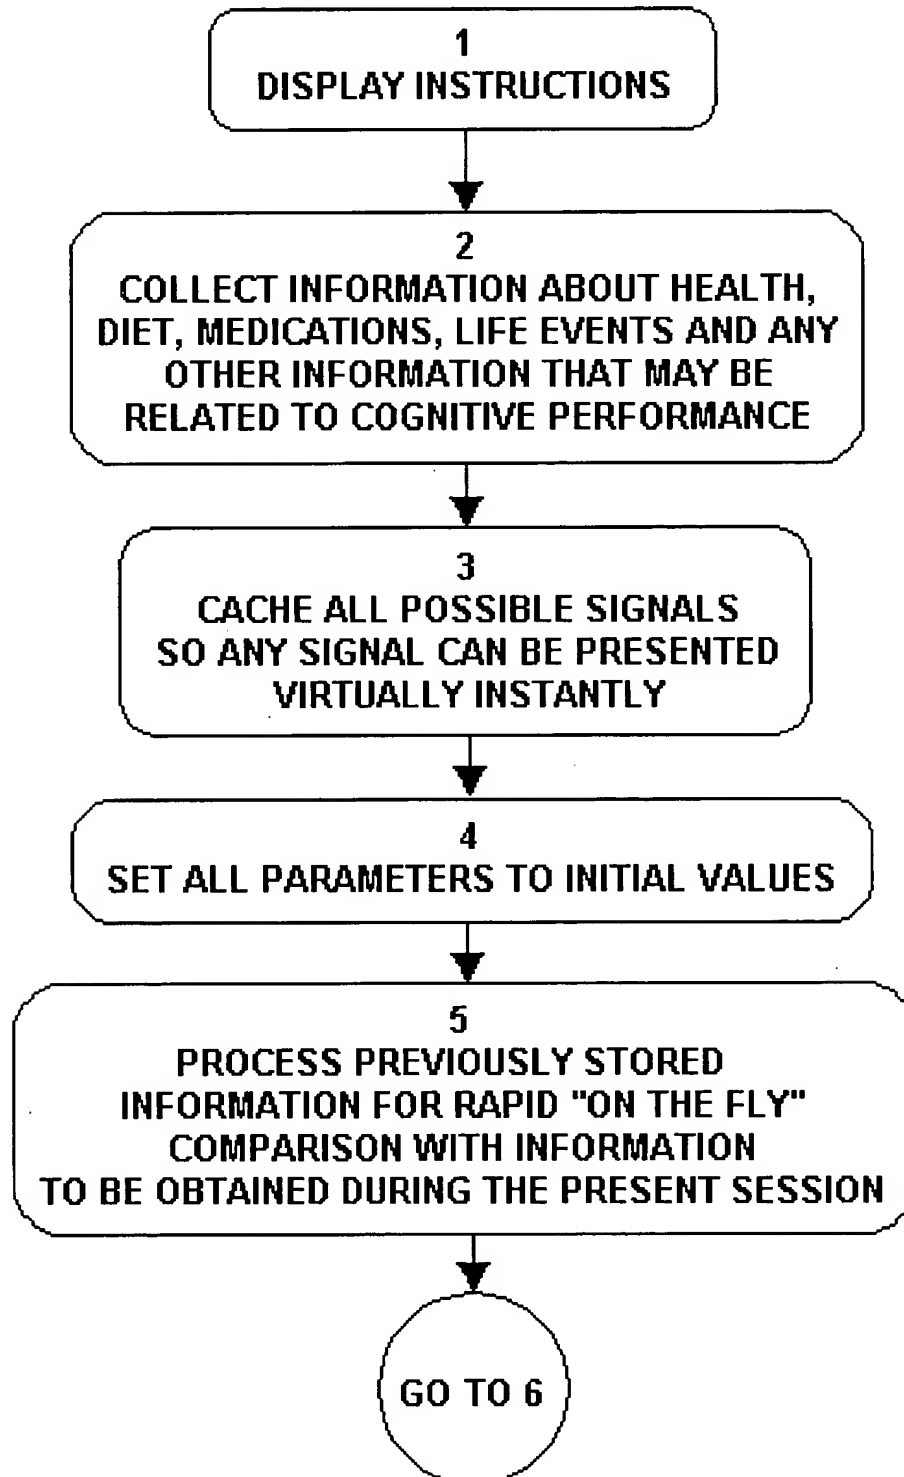 1
DISPLAY INSTRUCTIONS
2
COLLECT INFORMATION ABOUT HEALTH,
DIET, MEDICATIONS, LIFE EVENTS AND ANY
OTHER INFORMATION THAT MAY BE
RELATED TO COGNITIVE PERFORMANCE
3
CACHE ALL POSSIBLE SIGNALS
SO ANY SIGNAL CAN BE PRESENTED
VIRTUALLY INSTANTLY
4
SET ALL PARAMETERS TO INITIAL VALUES
5
PROCESS PREVIOUSLY STORED
INFORMATION FOR RAPID "ON THE FLY"
COMPARISON WITH INFORMATION
TO BE OBTAINED DURING THE PRESENT SESSION
GO TO 6